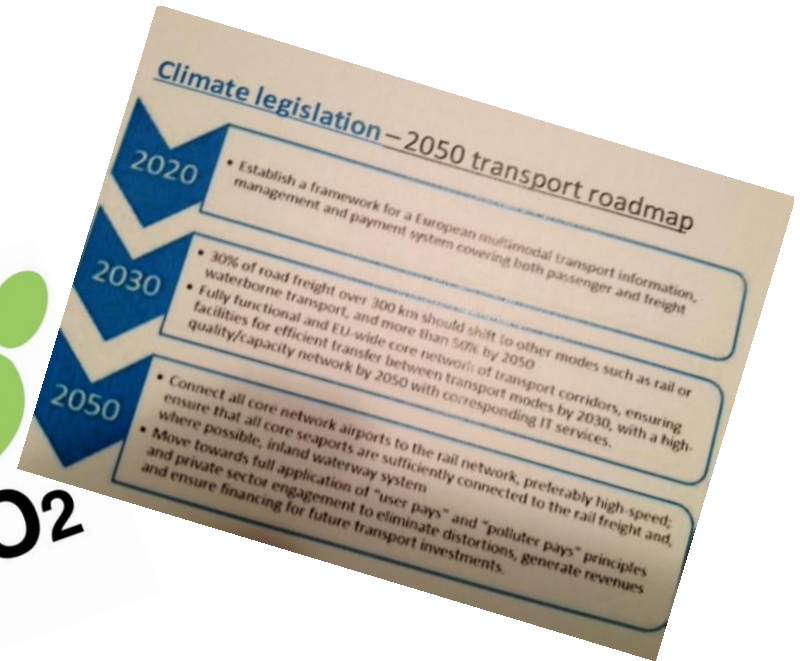 Climate legislation – 2050 transport roadmap
2020
• Establish a framework for a European multimodal transport information,
management and payment system covering both passenger and freight
2030
• 30% of road freight over 300 km should shift to other modes such as rail or
waterborne transport, and more than 50% by 2050
• Fully functional and EU-wide core network of transport corridors, ensuring
facilities for efficient transfer between transport modes by 2030, with a high-
quality/capacity network by 2050 with corresponding IT services.
2050
• Connect all core network airports to the rail network, preferably high-speed;
ensure that all core seaports are sufficiently connected to the rail freight and,
where possible, inland waterway system
• Move towards full application of "user pays" and "polluter pays" principles
and private sector engagement to eliminate distortions, generate revenues
and ensure financing for future transport investments.
O2